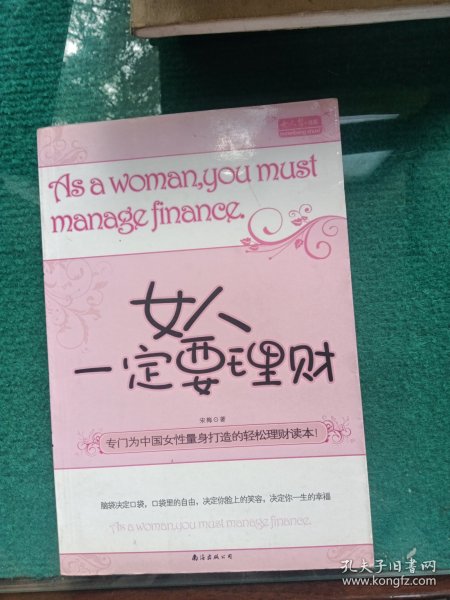 As a woman,you must
manage finance.
女人
一定要理财
宋梅◎著
专门为中国女性量身打造的轻松理财读本！
脑袋决定口袋，口袋里的自由，决定你脸上的笑容，决定你一生的幸福
As a woman,you must manage finance.
南海出版公司
孔夫子旧书网
www.kongfz.com